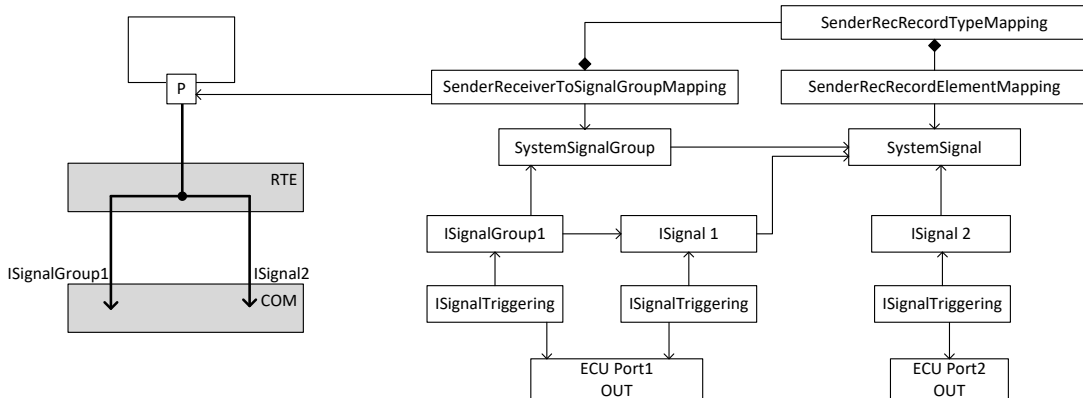 SenderRecRecordTypeMapping
P
SenderReceiverToSignalGroupMapping
SenderRecRecordElementMapping
SystemSignalGroup
SystemSignal
RTE
ISignalGroup1
ISignal 1
ISignal 2
ISignalGroup1
ISignal2
COM
ISignalTriggering
ISignalTriggering
ISignalTriggering
ECU Port1
OUT
ECU Port2
OUT